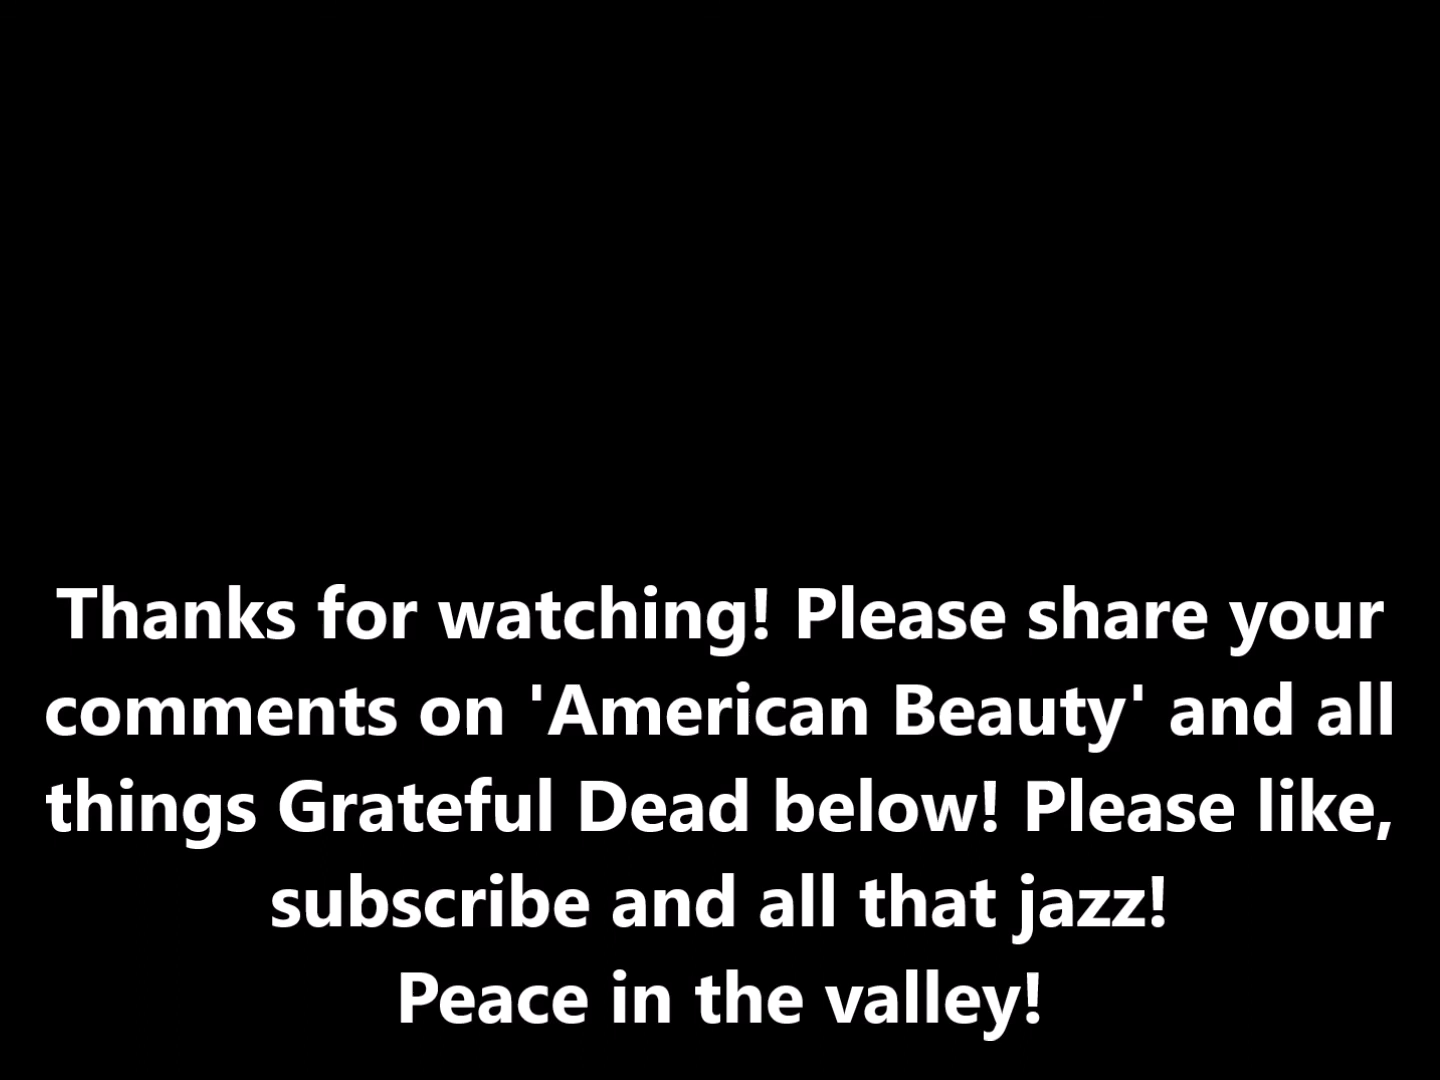 Thanks for watching! Please share your
comments on 'American Beauty' and all
things Grateful Dead below! Please like,
subscribe and all that jazz!
Peace in the valley!